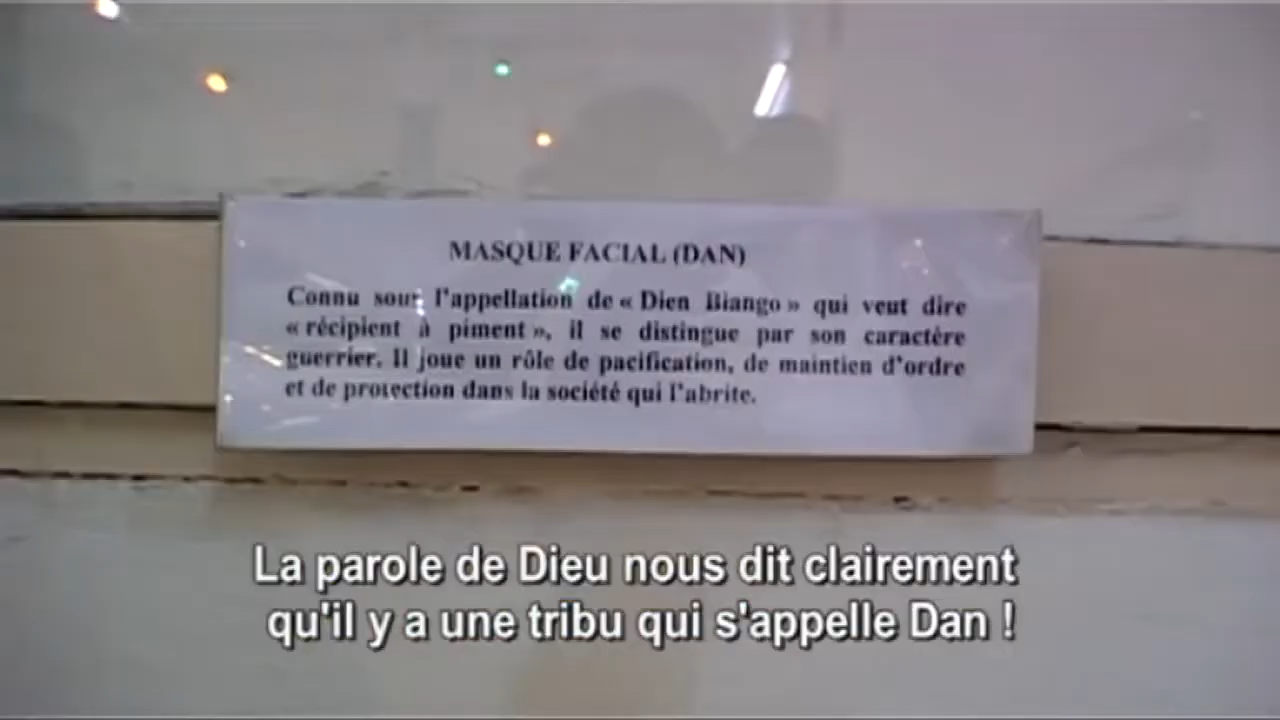 MASQUE FACIAL (DAN)
Connu sous l'appellation de « Dien Biango » qui veut dire
« récipient à piment », il se distingue par son caractère
guerrier. Il joue un rôle de pacification, de maintien d'ordre
et de protection dans la société qui l'abrite.
La parole de Dieu nous dit clairement
qu'il y a une tribu qui s'appelle Dan !